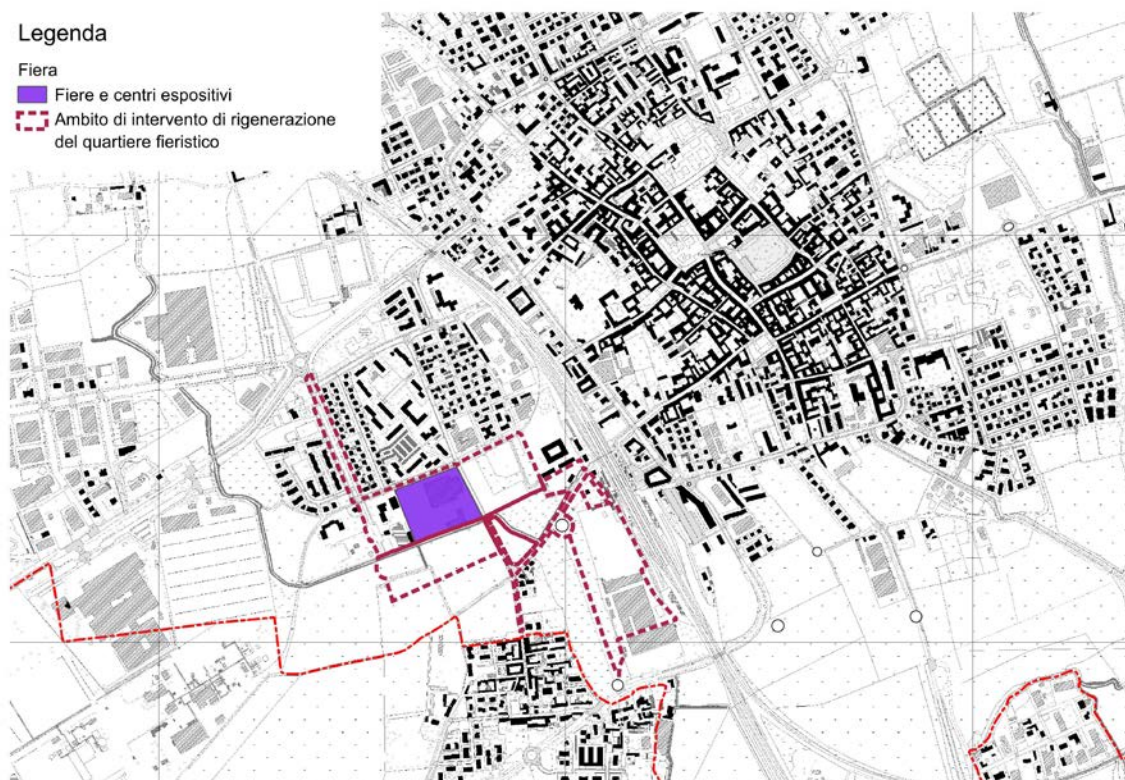 Legenda
Fiera
Fiere e centri espositivi
Ambito di intervento di rigenerazione
del quartiere fieristico